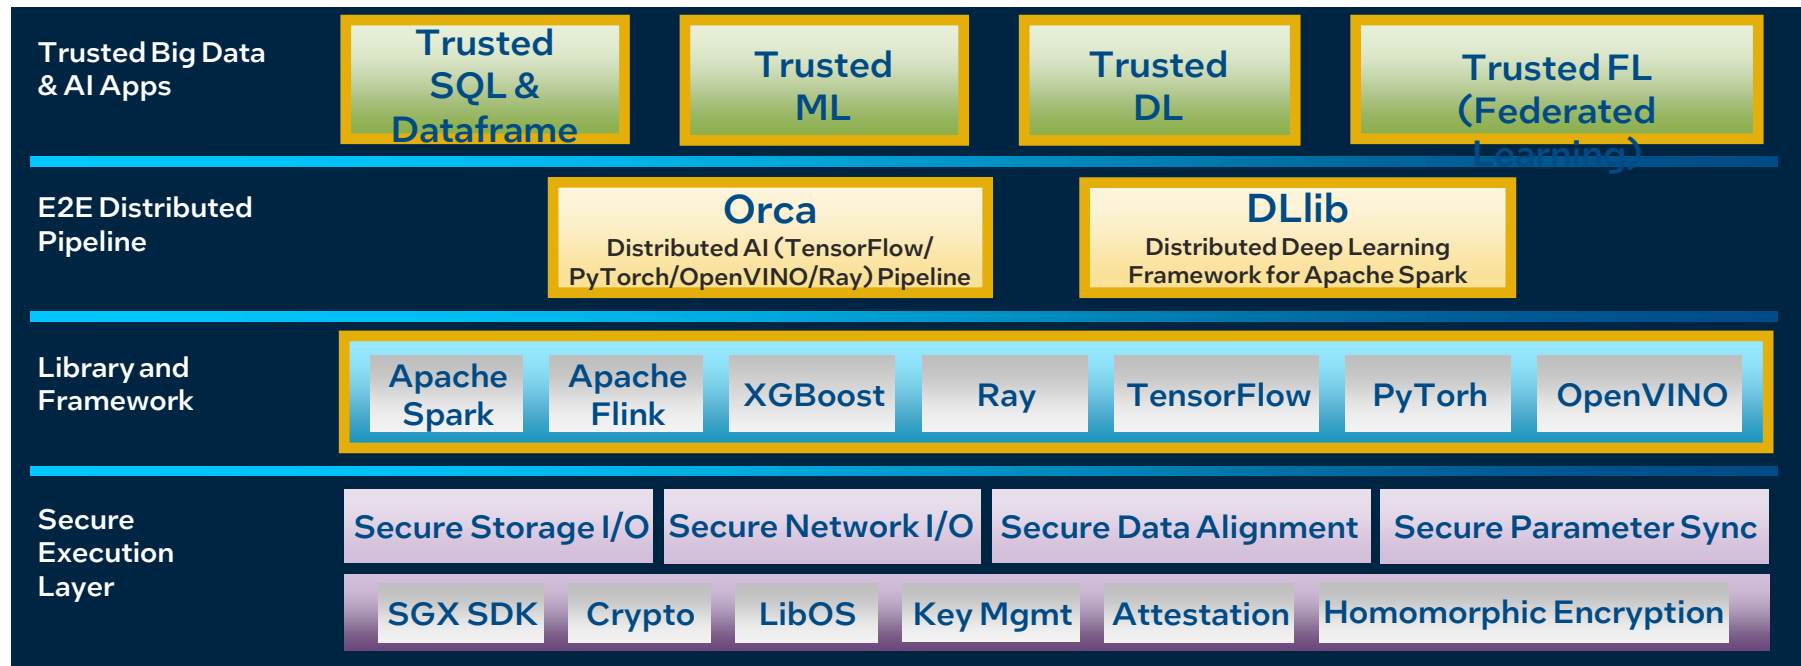 Trusted Big Data
& AI Apps
Trusted
SQL &
Dataframe
Trusted
ML
Trusted
DL
Trusted FL
(Federated
Learning)
E2E Distributed
Pipeline
Orca
Distributed AI (TensorFlow/
PyTorch/OpenVINO/Ray) Pipeline
DLlib
Distributed Deep Learning
Framework for Apache Spark
Library and
Framework
Apache
Spark
Apache
Flink
XGBoost
Ray
TensorFlow
PyTorh
OpenVINO
Secure
Execution
Layer
Secure Storage I/O
Secure Network I/O
Secure Data Alignment
Secure Parameter Sync
SGX SDK
Crypto
LibOS
Key Mgmt
Attestation
Homomorphic Encryption